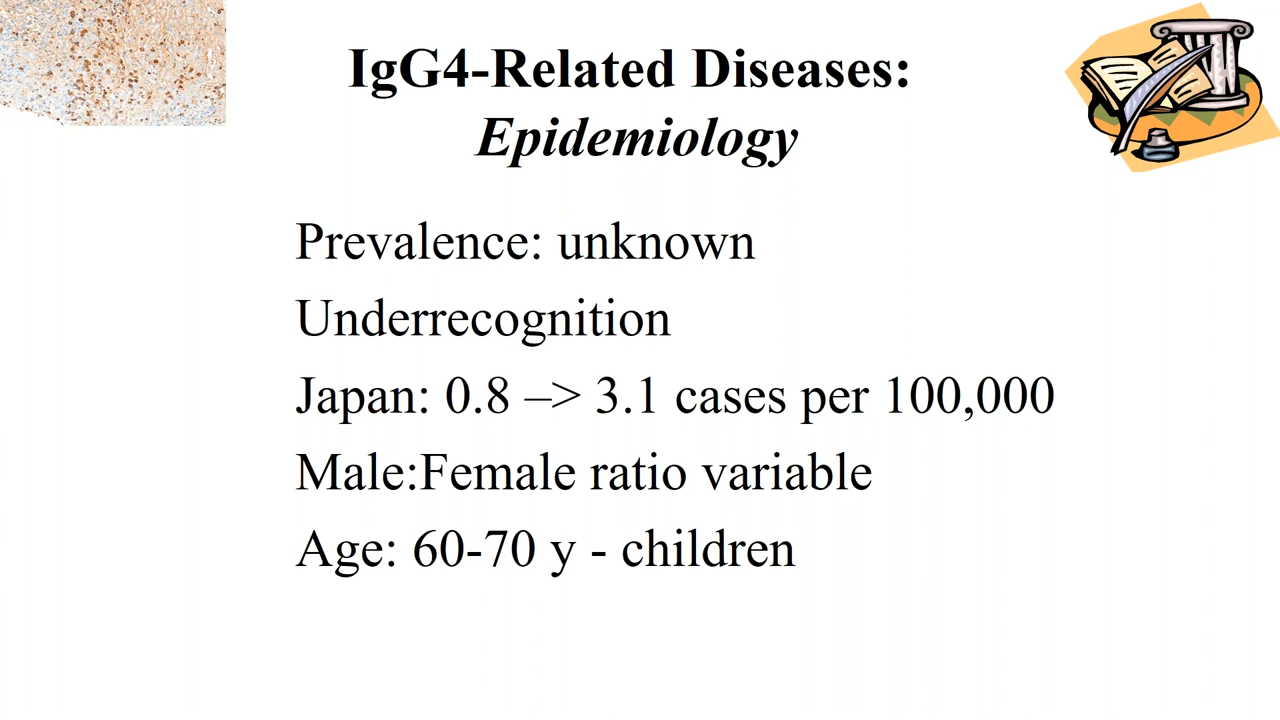 IgG4-Related Diseases:
Epidemiology
Prevalence: unknown
Underrecognition
Japan: 0.8 –> 3.1 cases per 100,000
Male:Female ratio variable
Age: 60-70 y - children